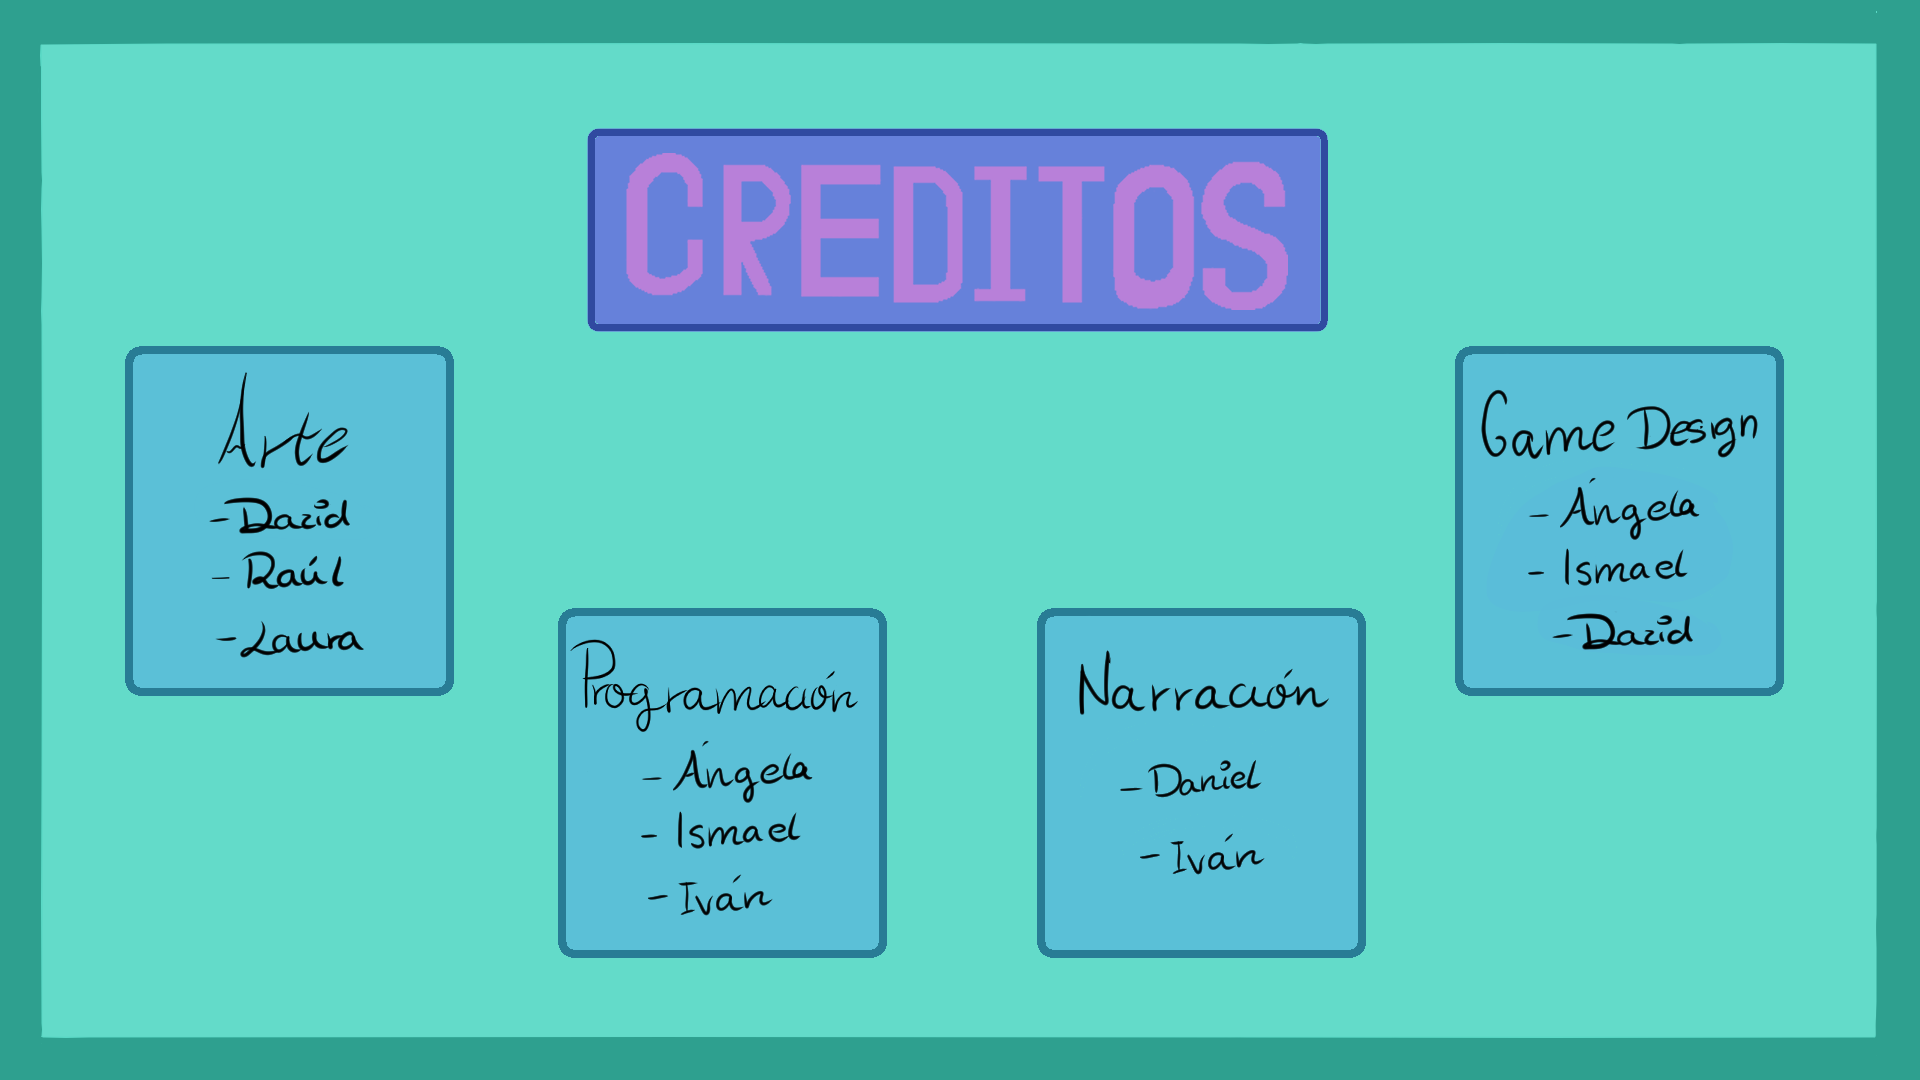 CREDITOS
Arte
- David
- Raúl
- Laura
Programación
- Ángela
- Ismael
- Iván
Narración
- Daniel
- Iván
Game Design
- Ángela
- Ismael
- David